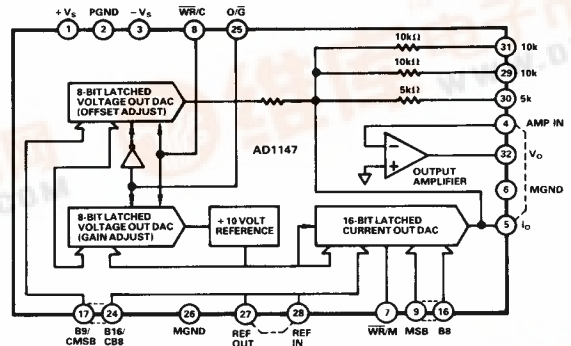 +VS PGND −VS WR/C O/G
1 2 3 8 25
10kΩ 31 10k
10kΩ 29 10k
5kΩ 30 5k
8-BIT LATCHED
VOLTAGE OUT DAC
(OFFSET ADJUST)
4 AMP IN
AD1147
32 VO
OUTPUT
AMPLIFIER
6 MGND
8-BIT LATCHED
VOLTAGE OUT DAC
(GAIN ADJUST)
+10 VOLT
REFERENCE
16-BIT LATCHED
CURRENT OUT DAC
5 IO
17 24 26 27 28 7 9 16
B9/
CMSB
B16/
CB8
MGND
REF
OUT
REF
IN
WR/M
MSB
B8